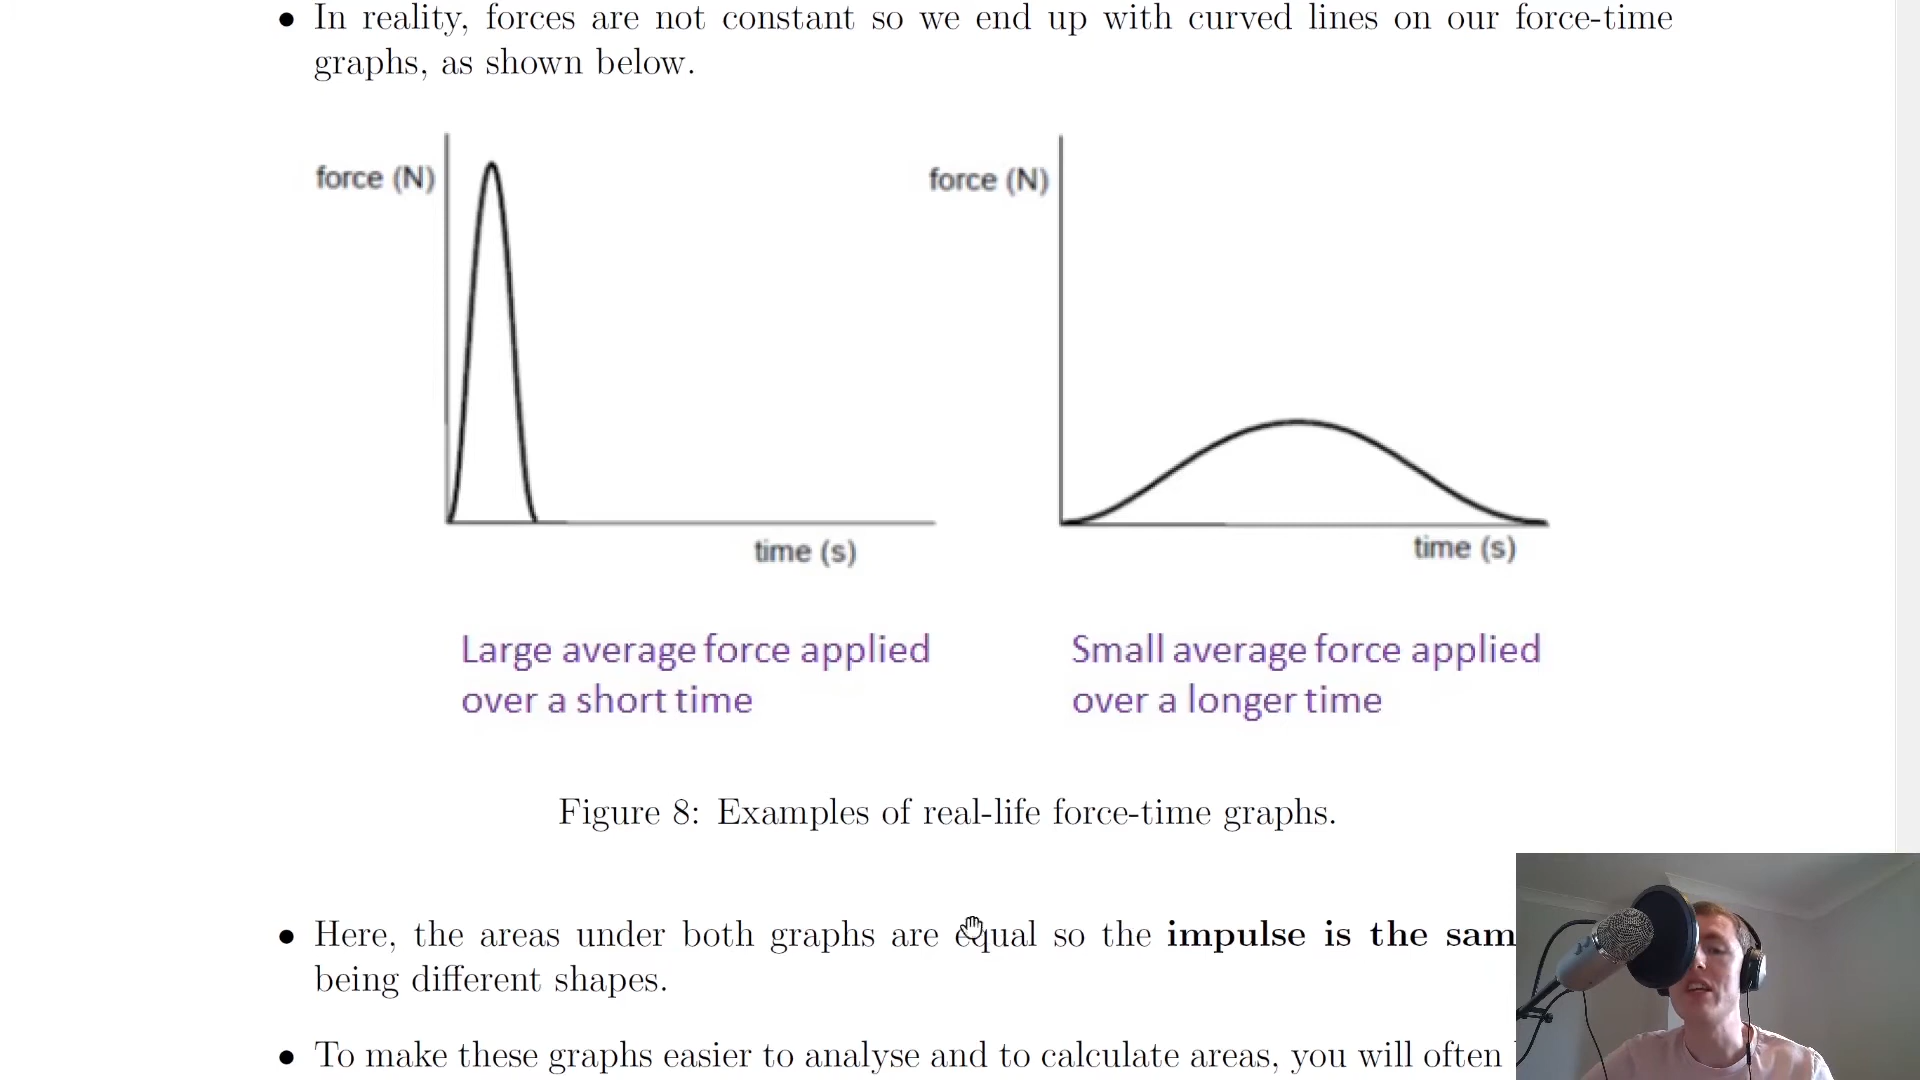 • In reality, forces are not constant so we end up with curved lines on our force-time
graphs, as shown below.
force (N)
time (s)
force (N)
time (s)
Large average force applied
over a short time
Small average force applied
over a longer time
Figure 8: Examples of real-life force-time graphs.
• Here, the areas under both graphs are equal so the impulse is the sam
being different shapes.
• To make these graphs easier to analyse and to calculate areas, you will often